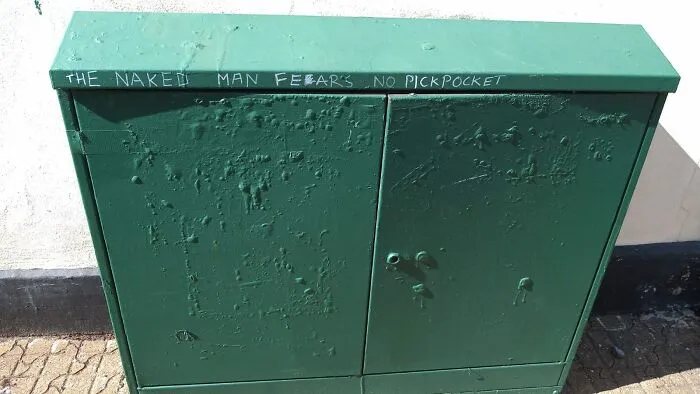 THE NAKED MAN FEARS NO PICKPOCKET